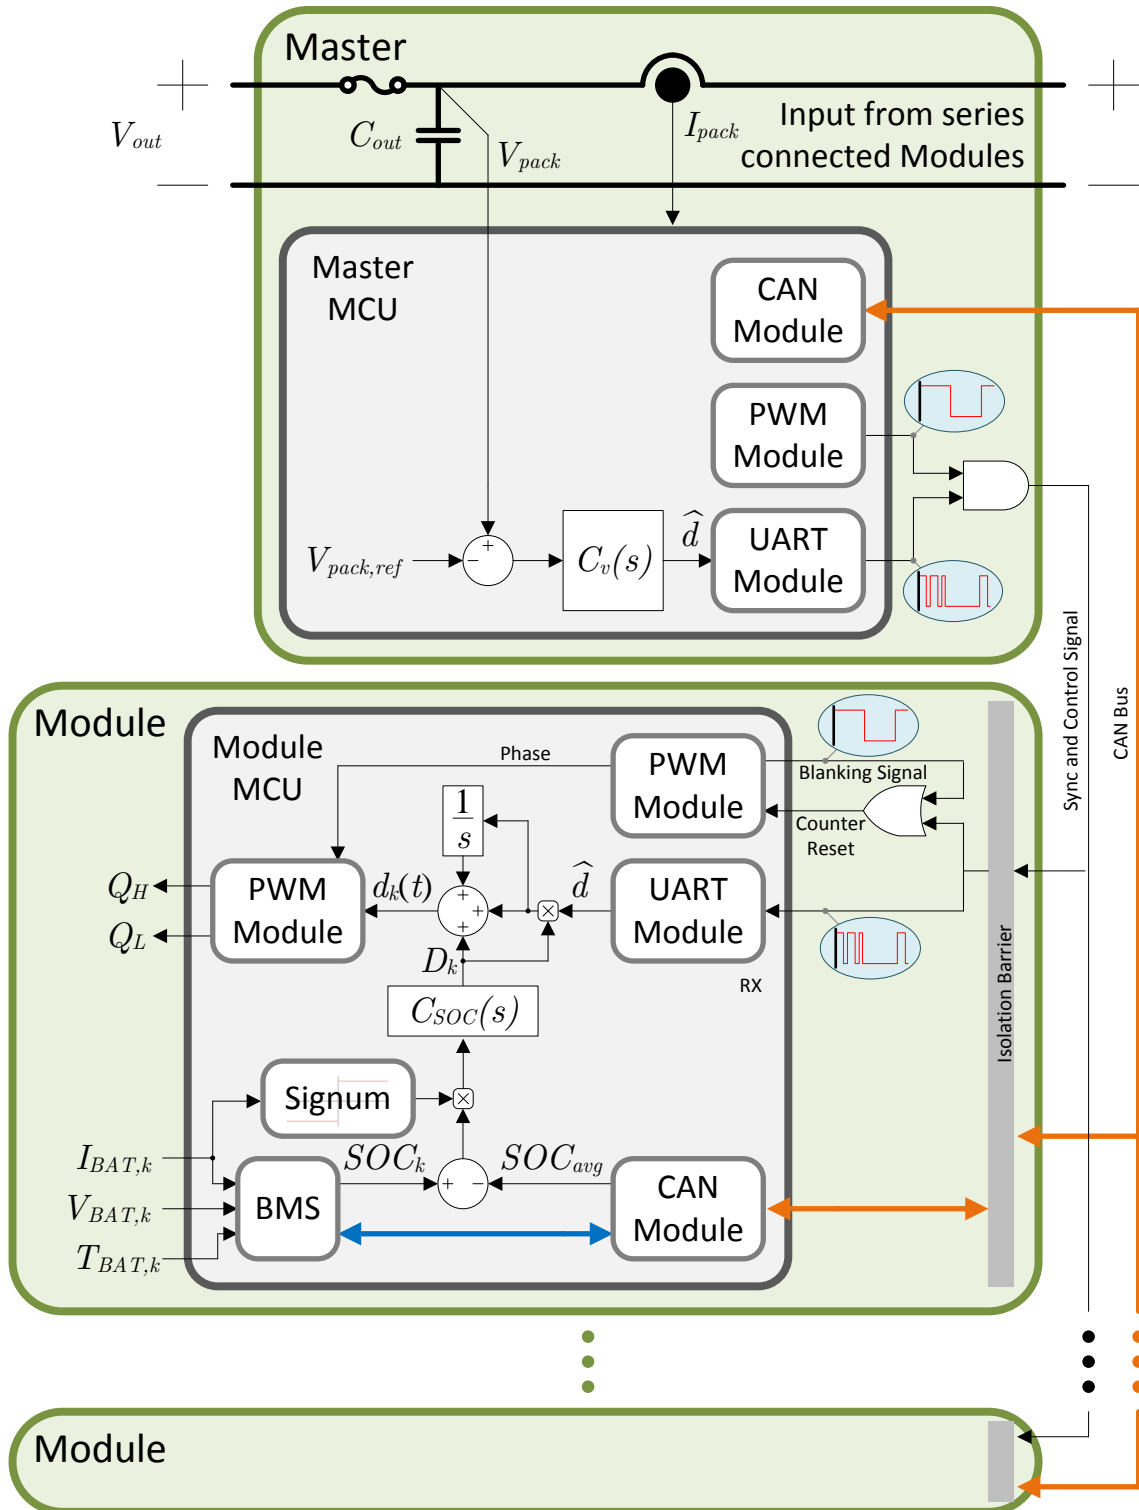 Master
V_out
C_out
V_pack
I_pack
Input from series
connected Modules
Master
MCU
CAN
Module
PWM
Module
V_pack,ref
+
−
C_v(s)
d̂
UART
Module
Sync and Control Signal
CAN Bus
Module
Module
MCU
Phase
PWM
Module
Blanking Signal
Counter
Reset
1
s
Q_H
Q_L
PWM
Module
d_k(t)
+
+
+
d̂
×
UART
Module
RX
D_k
C_SOC(s)
Isolation Barrier
Signum
×
I_BAT,k
V_BAT,k
T_BAT,k
BMS
SOC_k
+
−
SOC_avg
CAN
Module
Module